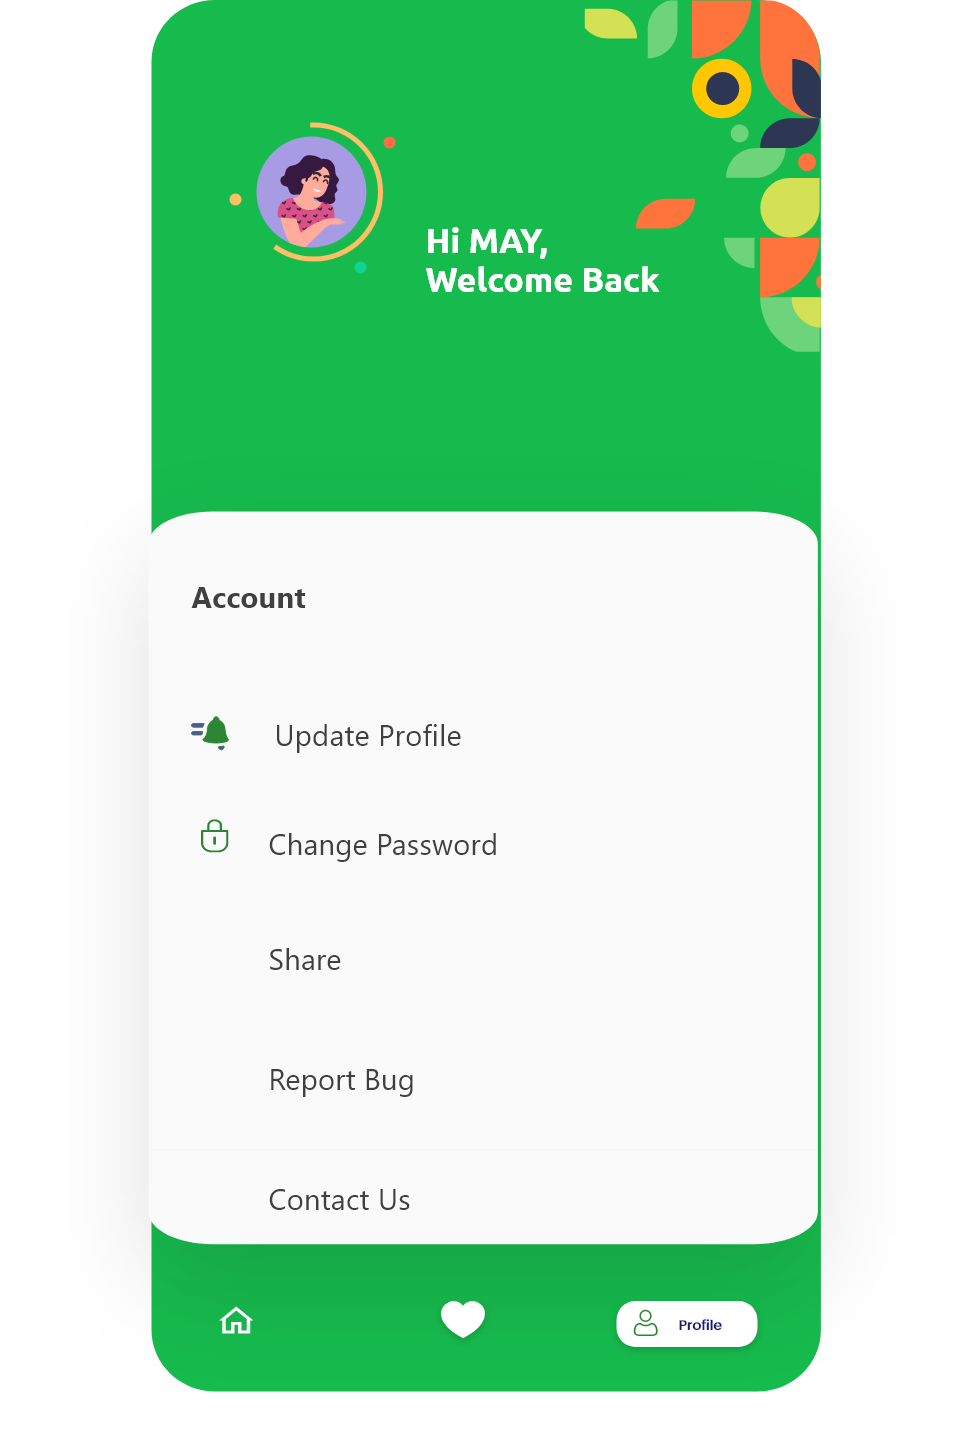 Hi MAY,
Welcome Back
Account
Update Profile
Change Password
Share
Report Bug
Contact Us
Profile